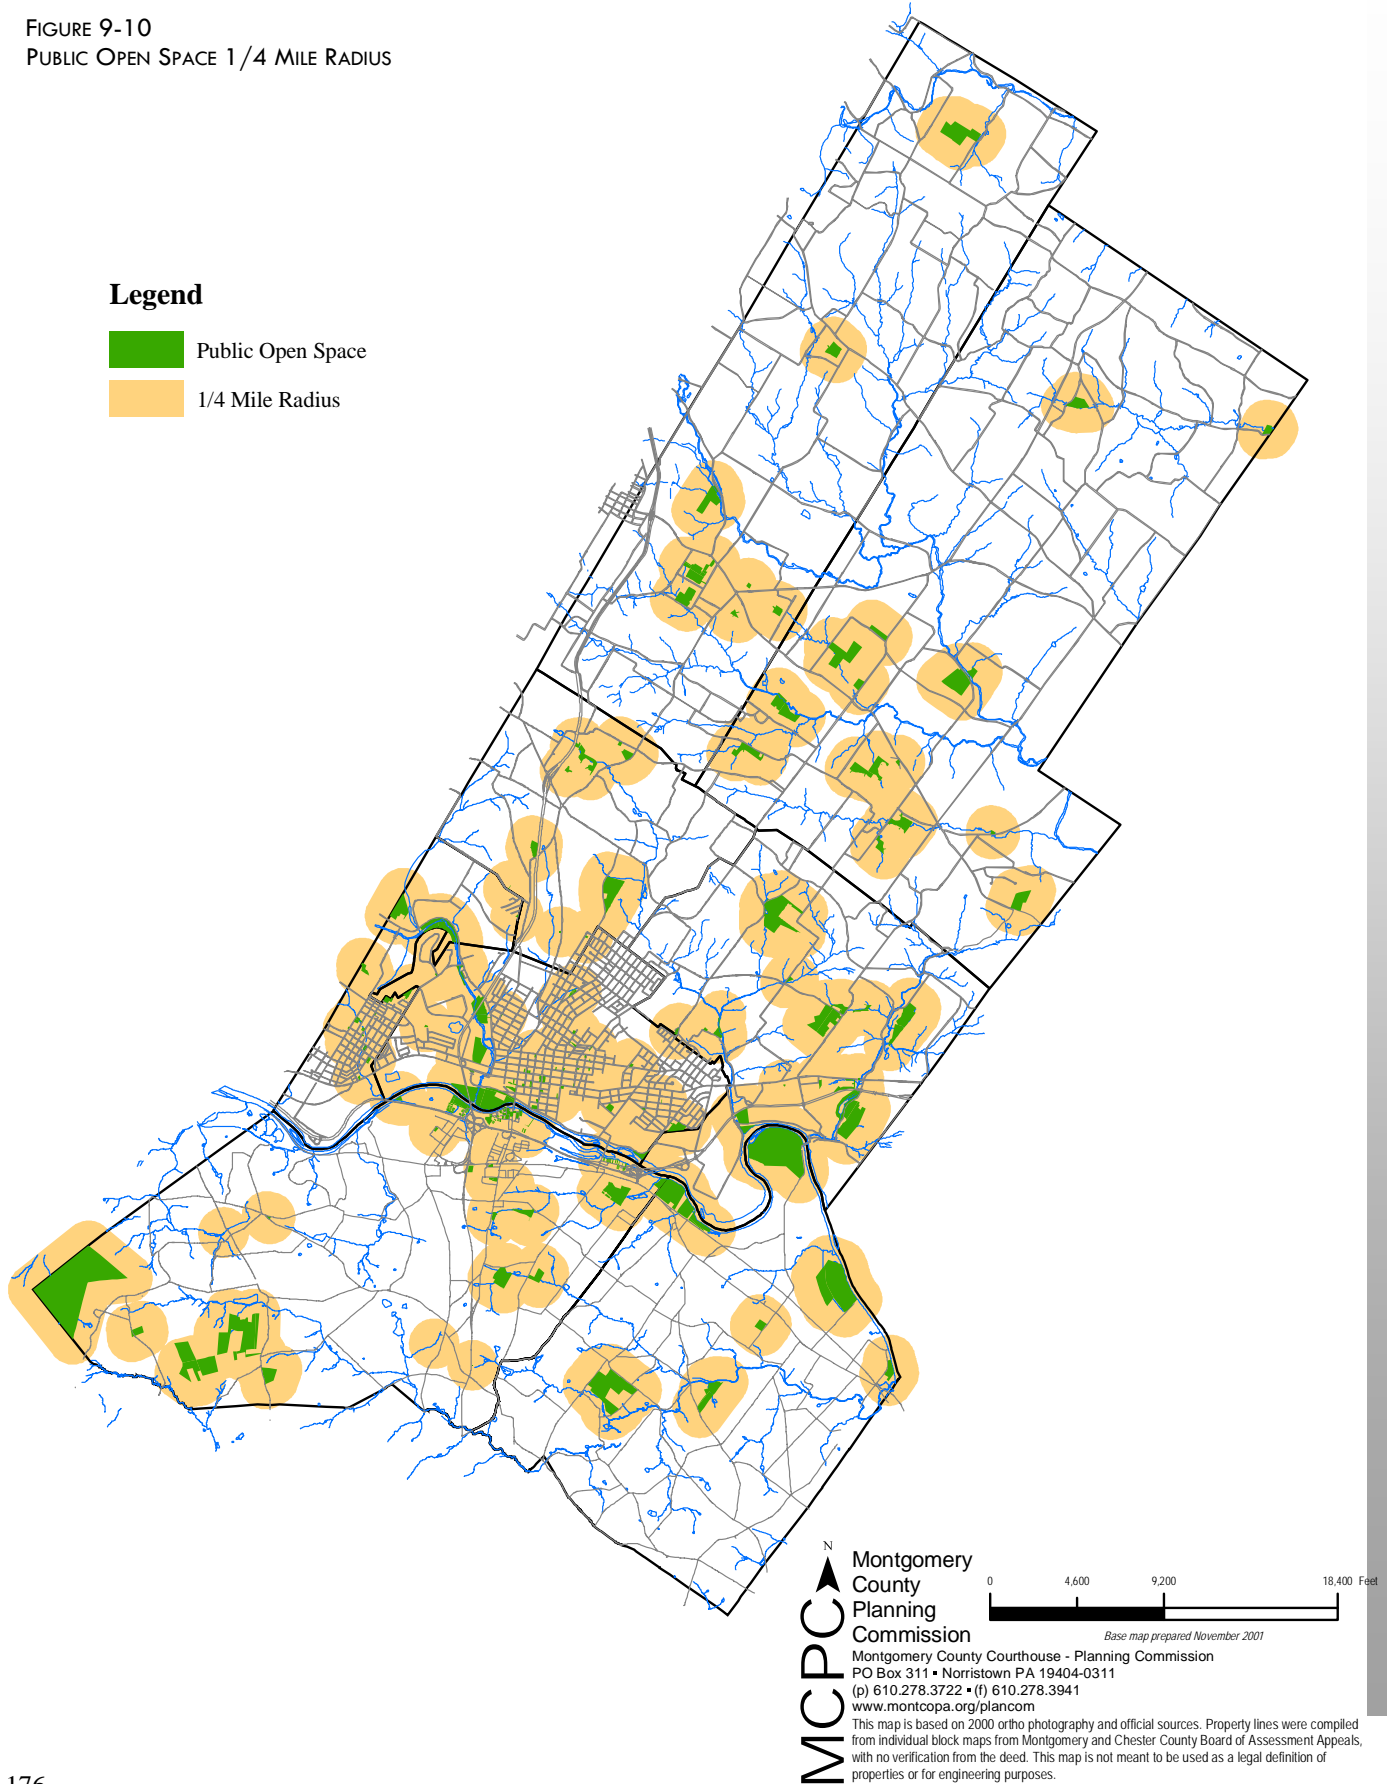 FIGURE 9-10
PUBLIC OPEN SPACE 1/4 MILE RADIUS
Legend
Public Open Space
1/4 Mile Radius
N
MCPC
Montgomery
County
Planning
Commission
0 4,600 9,200 18,400 Feet
Base map prepared November 2001
Montgomery County Courthouse - Planning Commission
PO Box 311 ▪ Norristown PA 19404-0311
(p) 610.278.3722 ▪ (f) 610.278.3941
www.montcopa.org/plancom
This map is based on 2000 ortho photography and official sources. Property lines were compiled
from individual block maps from Montgomery and Chester County Board of Assessment Appeals,
with no verification from the deed. This map is not meant to be used as a legal definition of
properties or for engineering purposes.
176